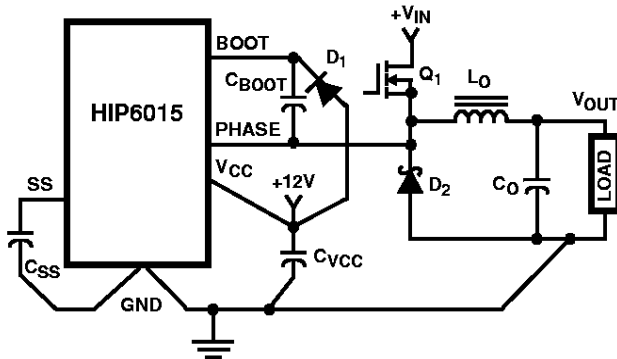 +VIN
BOOT
D1
CBOOT
Q1
LO
VOUT
HIP6015
PHASE
VCC
+12V
SS
D2
CO
LOAD
CSS
CVCC
GND